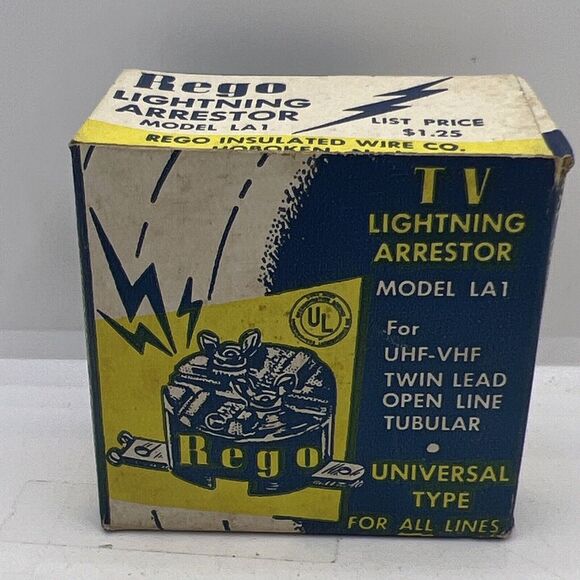 Rego
LIGHTNING
ARRESTOR
MODEL LA1
LIST PRICE
$1.25
REGO INSULATED WIRE CO.
HOBOKEN,
TV
LIGHTNING
ARRESTOR
MODEL LA1
For
UHF-VHF
TWIN LEAD
OPEN LINE
TUBULAR
UL
Rego
UNIVERSAL
TYPE
FOR ALL LINES